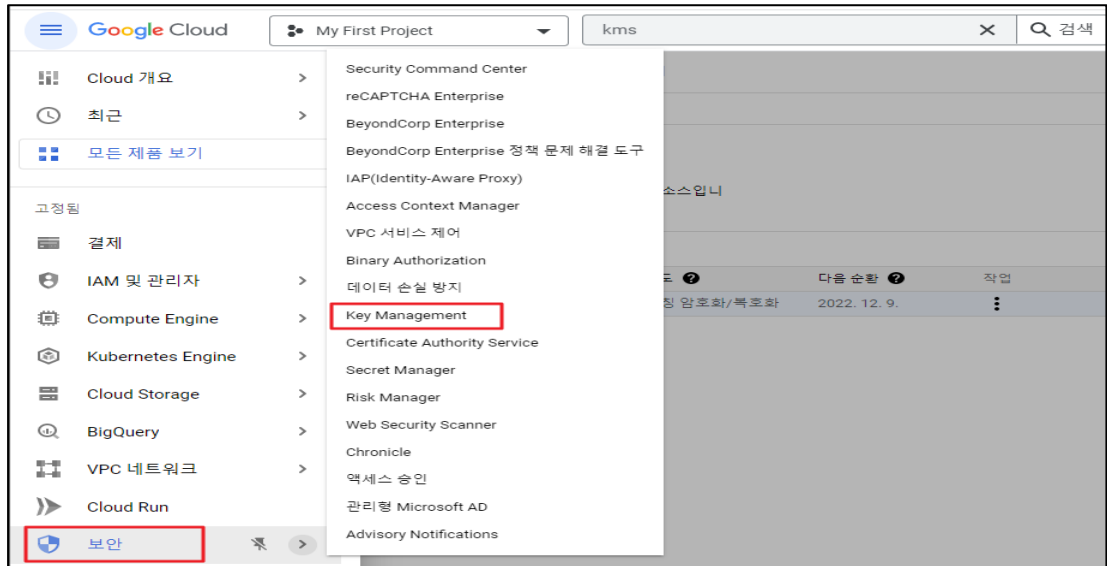 Google Cloud
My First Project
kms
검색
Cloud 개요
최근
모든 제품 보기
고정됨
결제
IAM 및 관리자
Compute Engine
Kubernetes Engine
Cloud Storage
BigQuery
VPC 네트워크
Cloud Run
보안
Security Command Center
reCAPTCHA Enterprise
BeyondCorp Enterprise
BeyondCorp Enterprise 정책 문제 해결 도구
IAP(Identity-Aware Proxy)
Access Context Manager
VPC 서비스 제어
Binary Authorization
데이터 손실 방지
Key Management
Certificate Authority Service
Secret Manager
Risk Manager
Web Security Scanner
Chronicle
액세스 승인
관리형 Microsoft AD
Advisory Notifications
소스입니
다음 순환
작업
칭 암호화/복호화
2022. 12. 9.